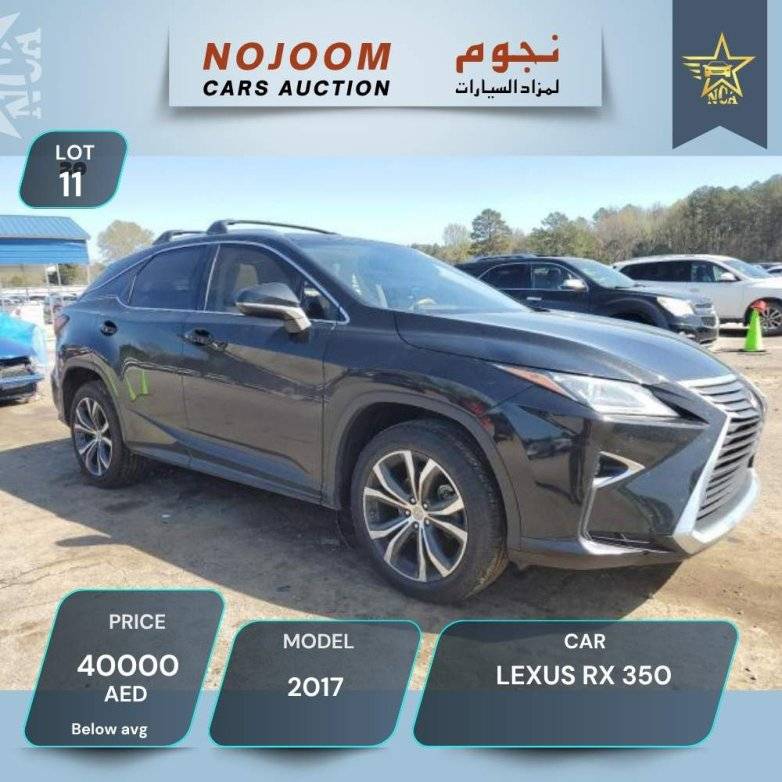 NOJOOM
CARS AUCTION
نجوم
لمزاد السيارات
NCA
NCA
LOT
11
PRICE
40000
AED
Below avg
MODEL
2017
CAR
LEXUS RX 350